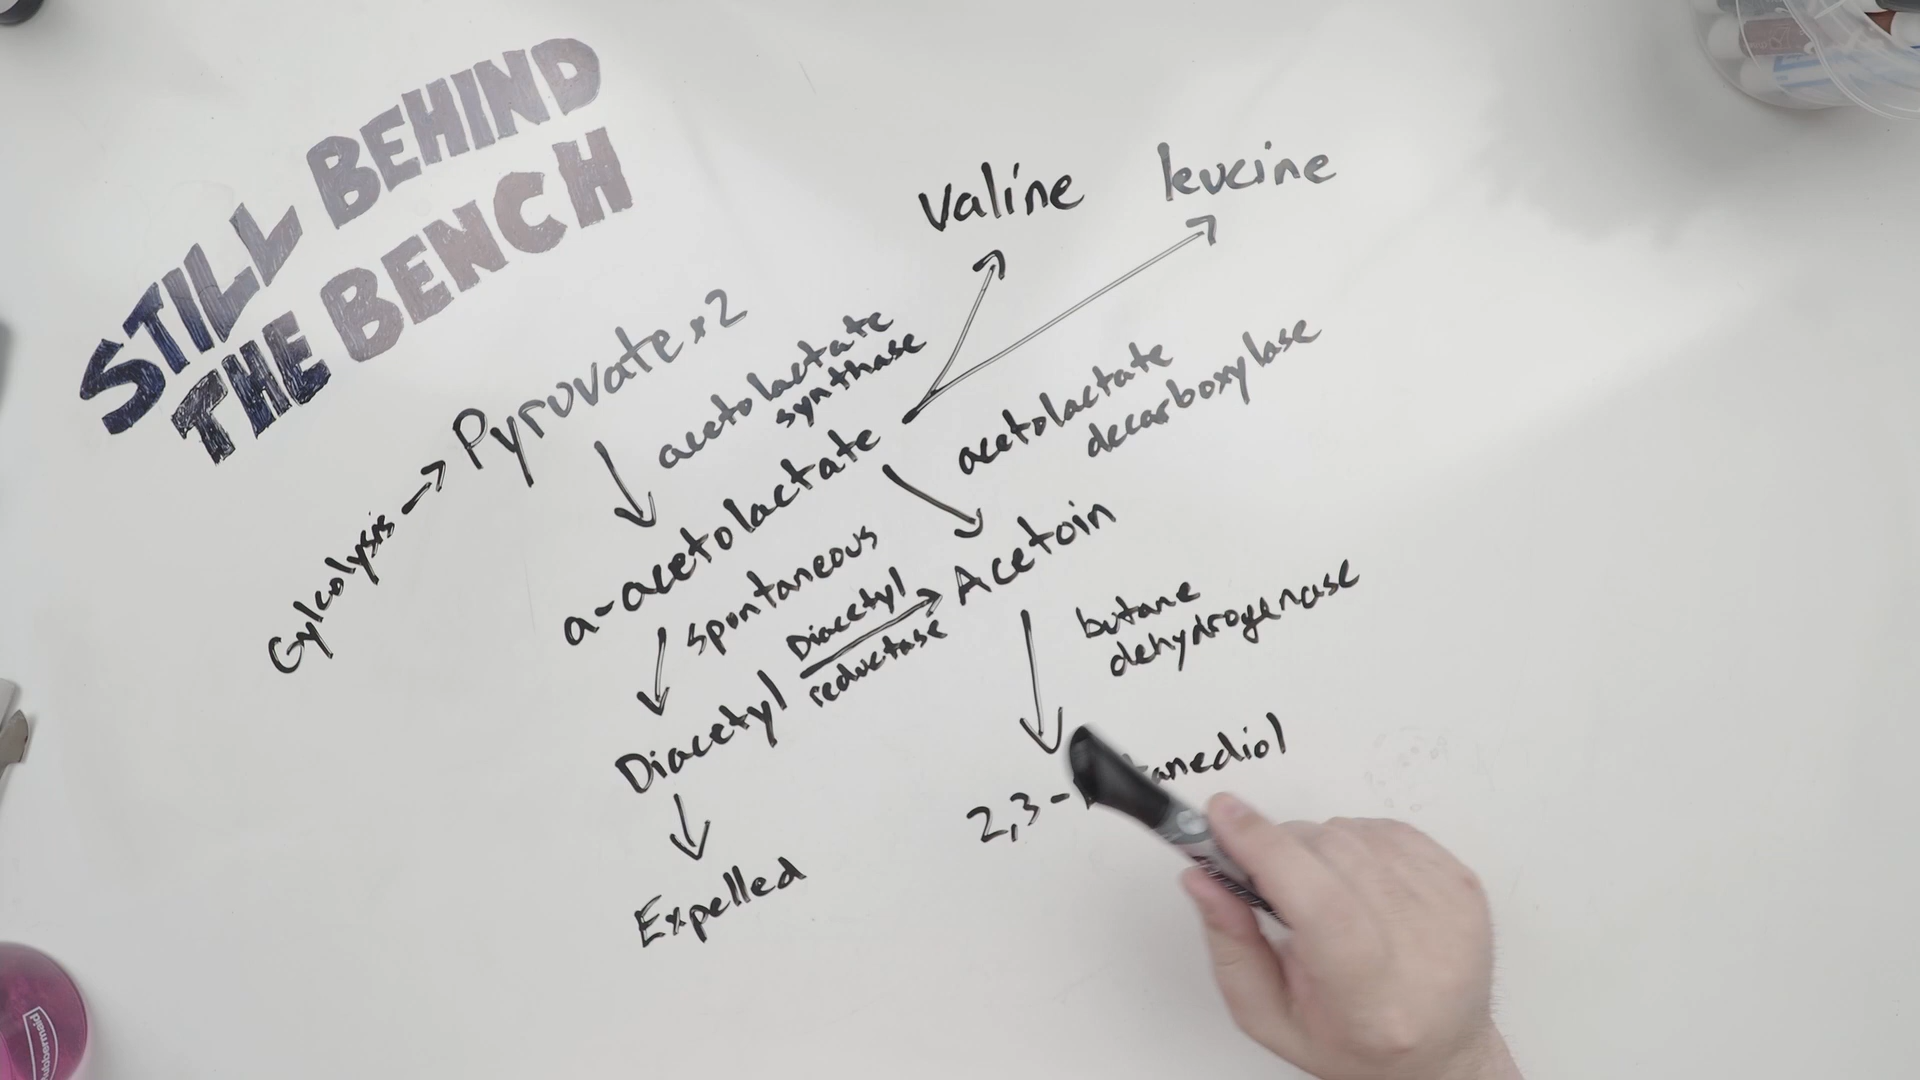 STILL BEHIND
THE BENCH
valine
leucine
Gylcolysis → Pyruvate x2
acetolactate
synthase
acetolactate
decarboxylase
a-acetolactate
spontaneous
Acetoin
Diacetyl
reductase
butane
dehydrogenase
Diacetyl
2,3-
Expelled
Rubbermaid